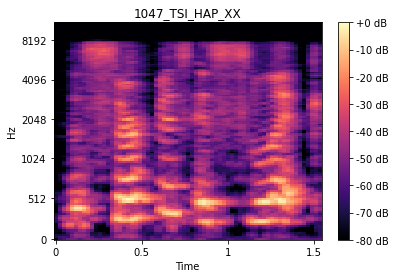 1047_TSI_HAP_XX
8192
4096
2048
1024
512
0
Hz
0
0.5
1
1.5
Time
+0 dB
-10 dB
-20 dB
-30 dB
-40 dB
-50 dB
-60 dB
-70 dB
-80 dB